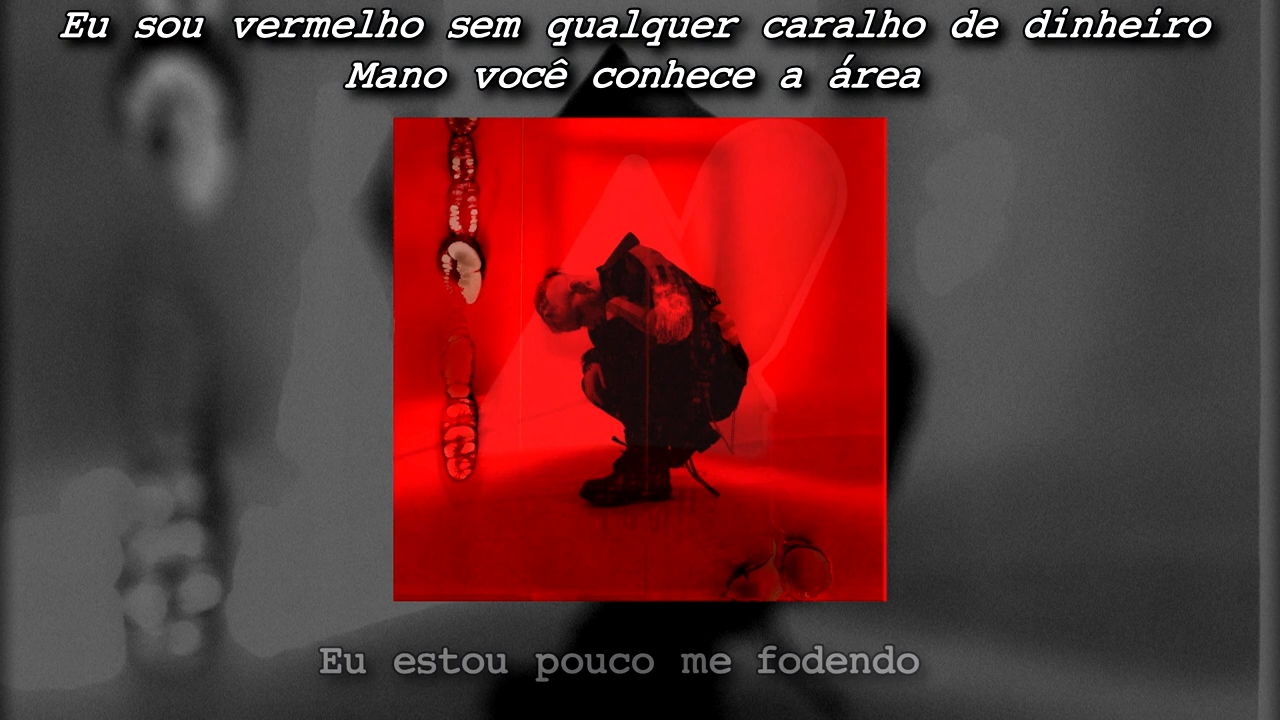 Eu sou vermelho sem qualquer caralho de dinheiro
Mano você conhece a área
Eu estou pouco me fodendo